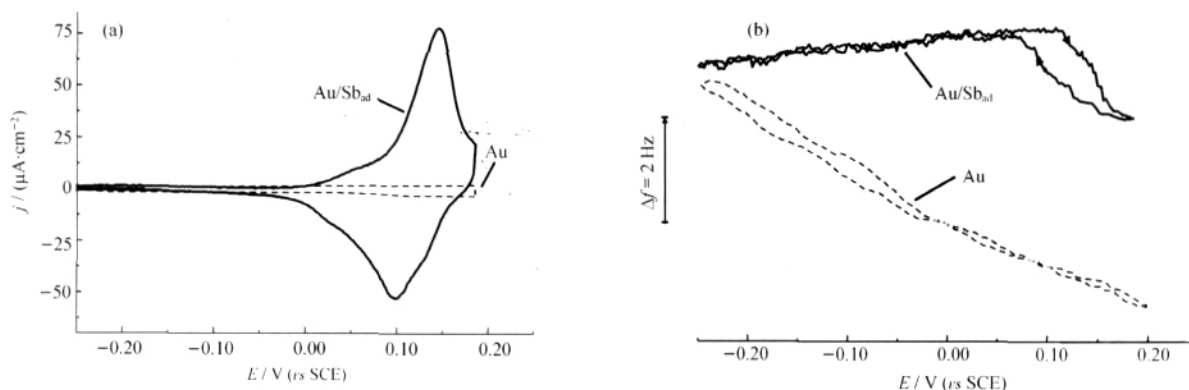 (a)
75
50
25
0
−25
−50
j / (μA·cm⁻²)
Au/Sbad
Au
−0.20 −0.10 0.00 0.10 0.20
E / V (vs SCE)
(b)
Δf = 2 Hz
Au/Sbad
Au
−0.20 −0.10 0.00 0.10 0.20
E / V (vs SCE)